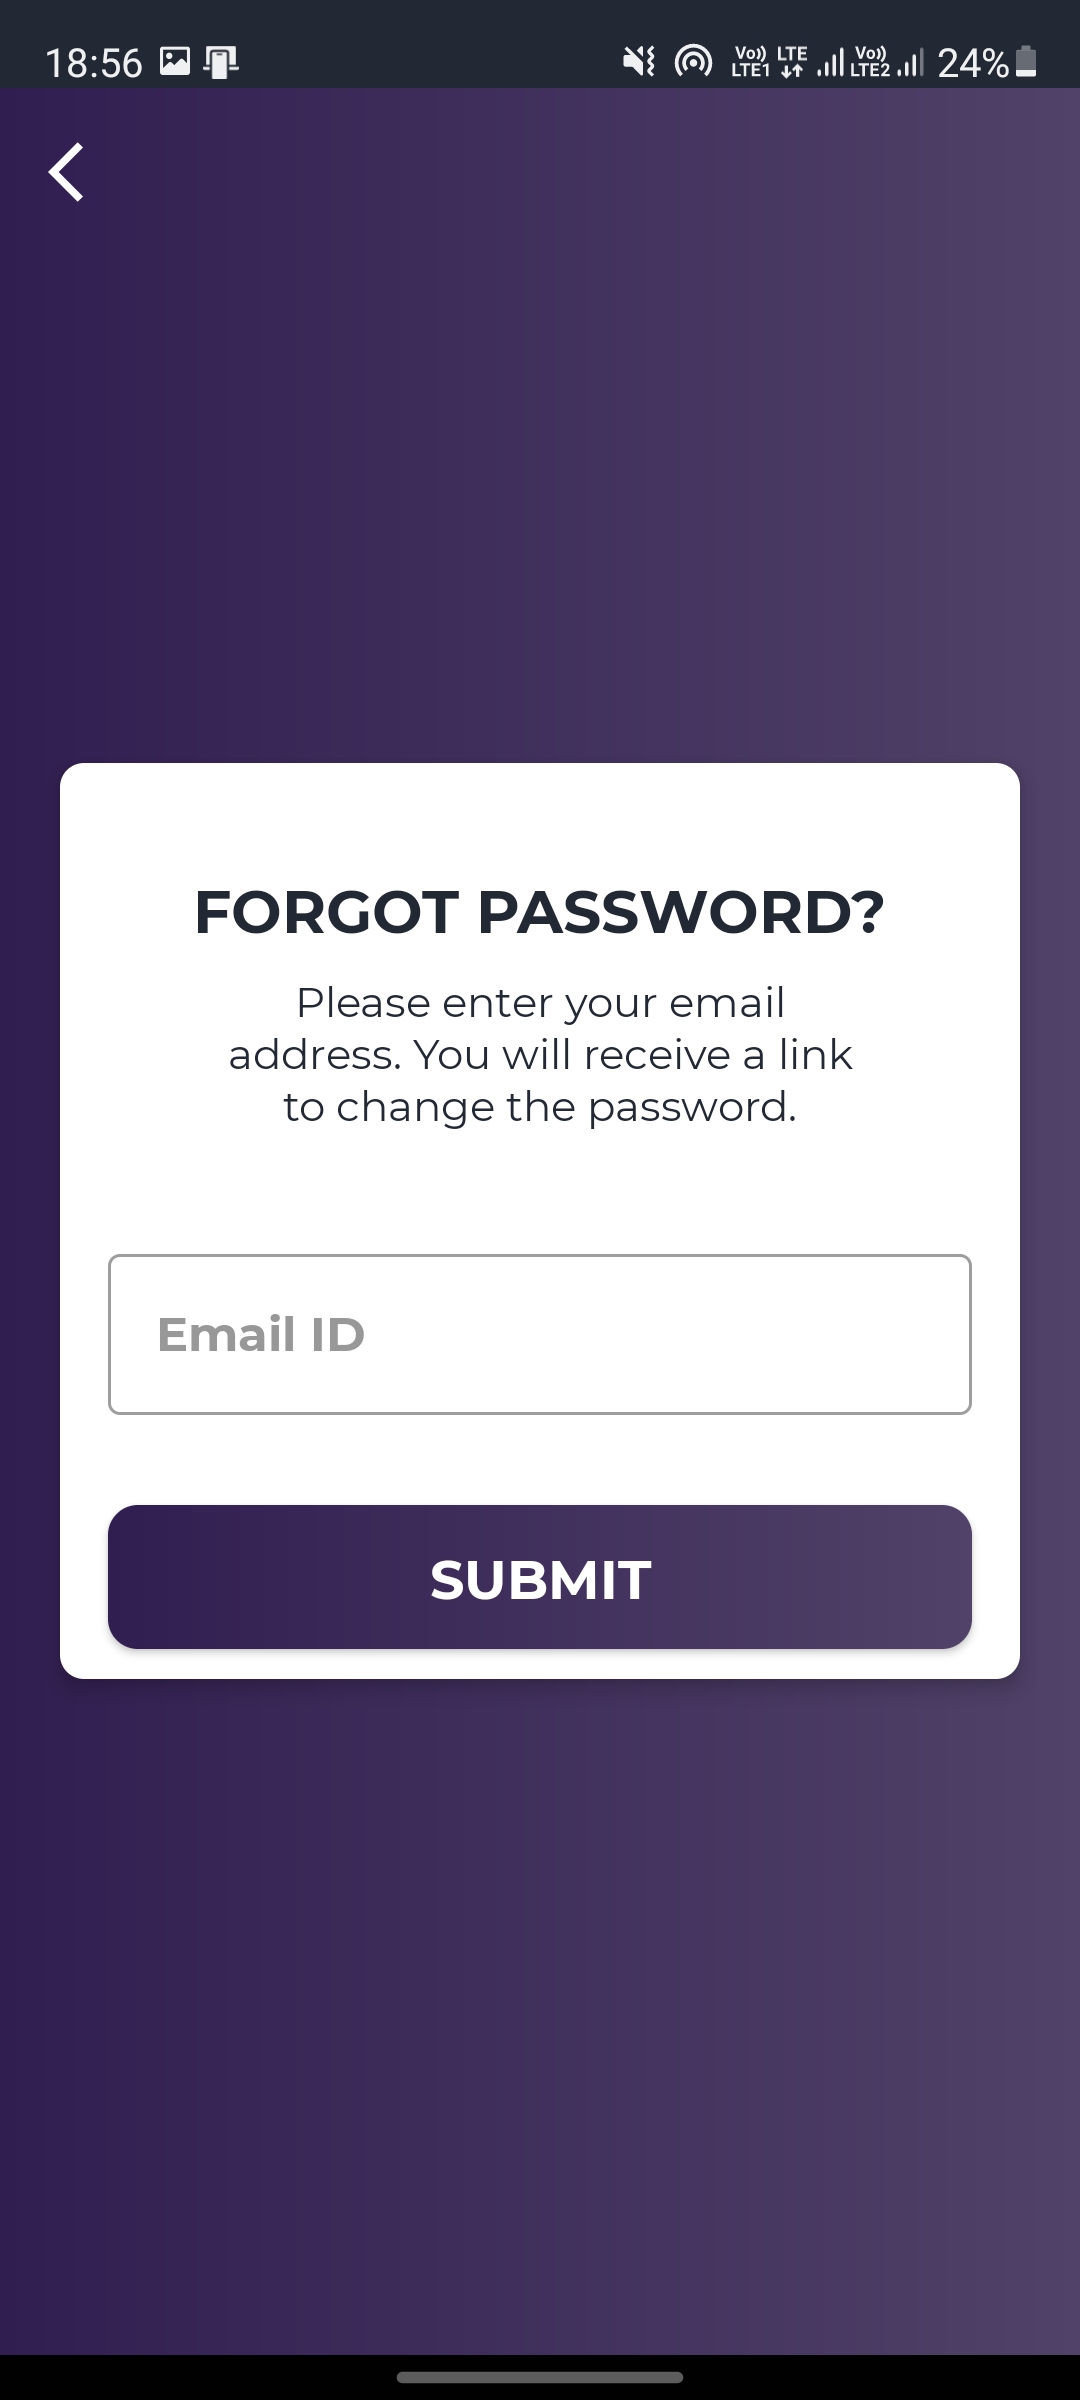 18:56 Vo)) LTE1 LTE Vo)) LTE2 24%
FORGOT PASSWORD?
Please enter your email
address. You will receive a link
to change the password.
Email ID
SUBMIT